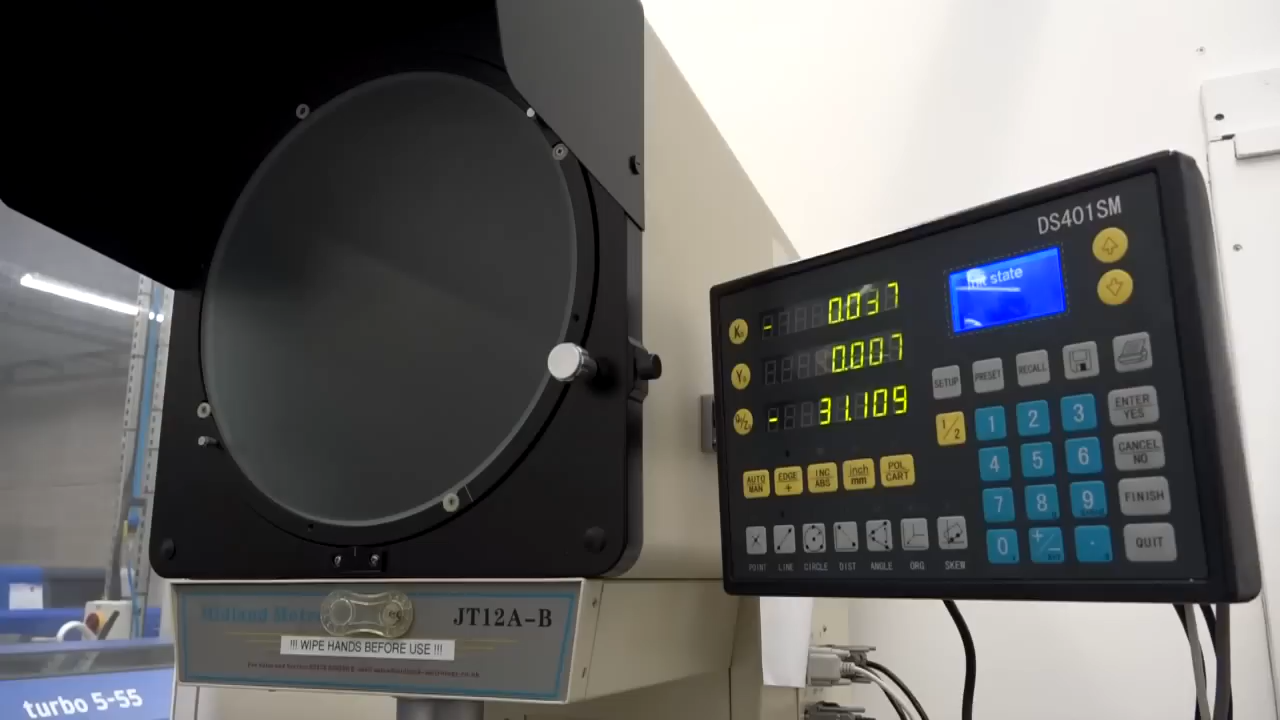 DS401SM
Init state
X₀
- 0.037
Y₀
0.007
- 31.109
SETUP
PRESET
RECALL
1/2
1
2
3
ENTER
YES
4
5
6
CANCEL
NO
7
8
9
FINISH
0
+/-
.
QUIT
AUTO
MAN
EDGE
+
INC
ABS
inch
mm
POL
CART
POINT
LINE
CIRCLE
DIST
ANGLE
ORG
SKEW
Midland
JT12A-B
!!! WIPE HANDS BEFORE USE !!!
turbo 5-55